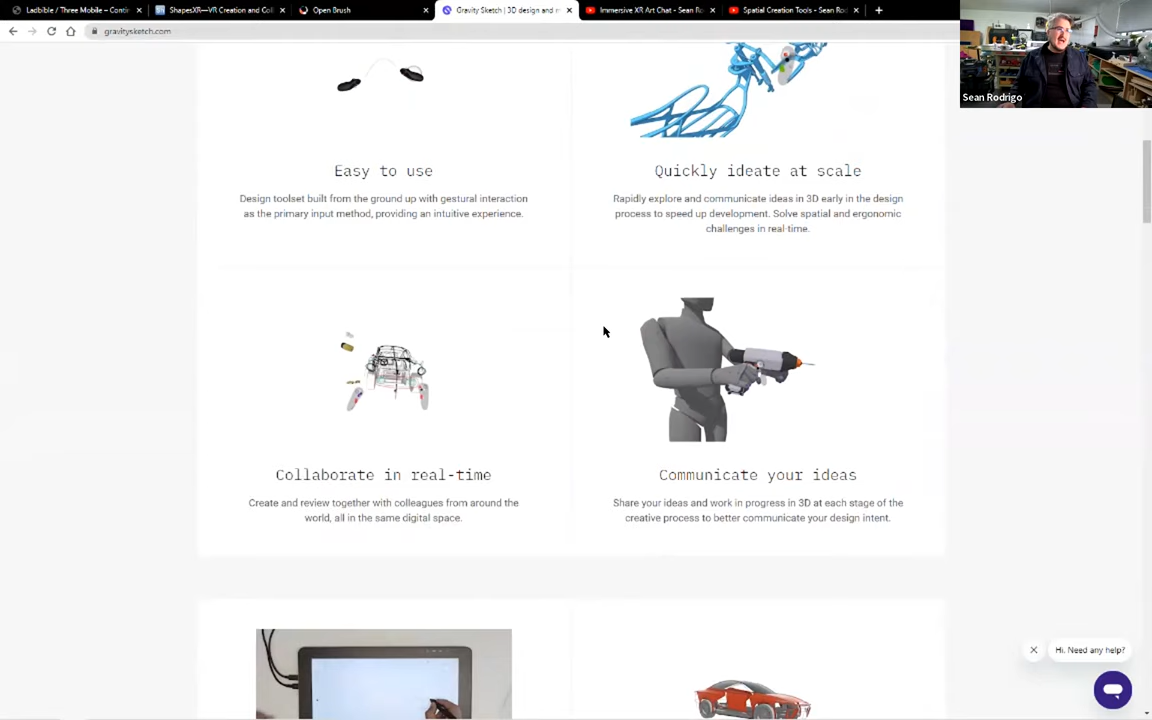 Ladbible / Three Mobile – Contin
ShapesXR—VR Creation and Coll
Open Brush
Gravity Sketch | 3D design and m
Immersive XR Art Chat - Sean Ro
Spatial Creation Tools - Sean Rod
gravitysketch.com
Sean Rodrigo
Easy to use
Design toolset built from the ground up with gestural interaction
as the primary input method, providing an intuitive experience.
Quickly ideate at scale
Rapidly explore and communicate ideas in 3D early in the design
process to speed up development. Solve spatial and ergonomic
challenges in real-time.
Collaborate in real-time
Create and review together with colleagues from around the
world, all in the same digital space.
Communicate your ideas
Share your ideas and work in progress in 3D at each stage of the
creative process to better communicate your design intent.
Hi. Need any help?